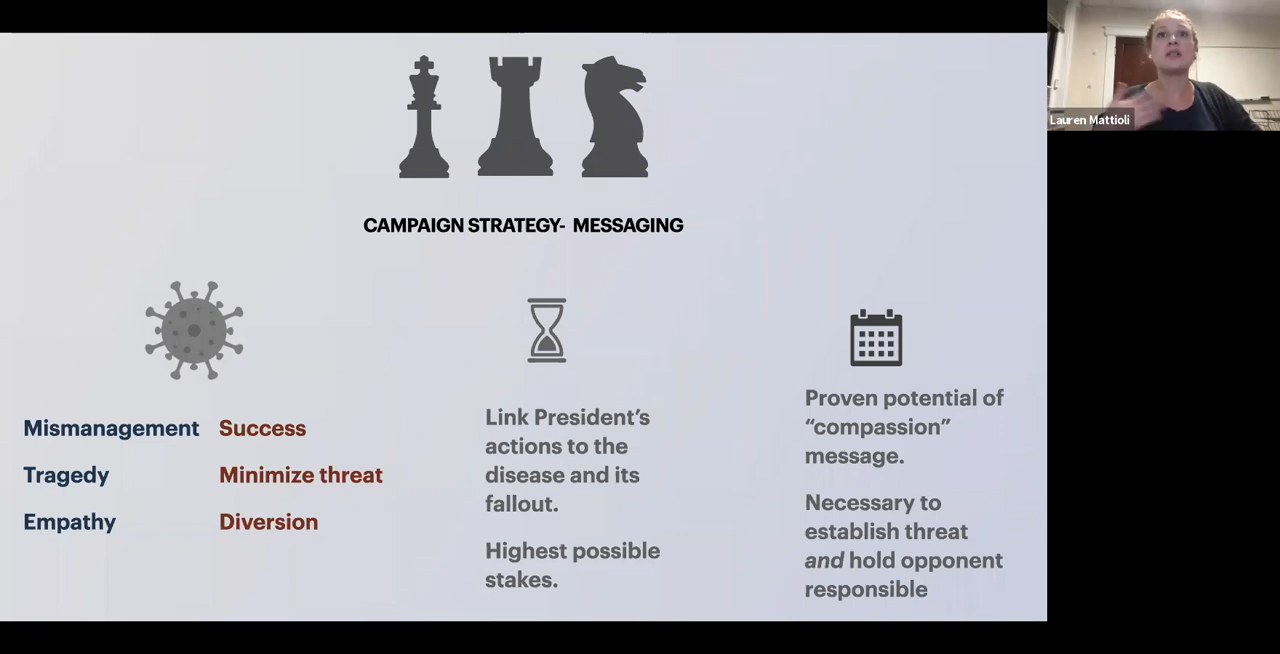 Lauren Mattioli
CAMPAIGN STRATEGY- MESSAGING
Mismanagement Success
Tragedy Minimize threat
Empathy Diversion
Link President's
actions to the
disease and its
fallout.
Highest possible
stakes.
Proven potential of
“compassion”
message.
Necessary to
establish threat
and hold opponent
responsible